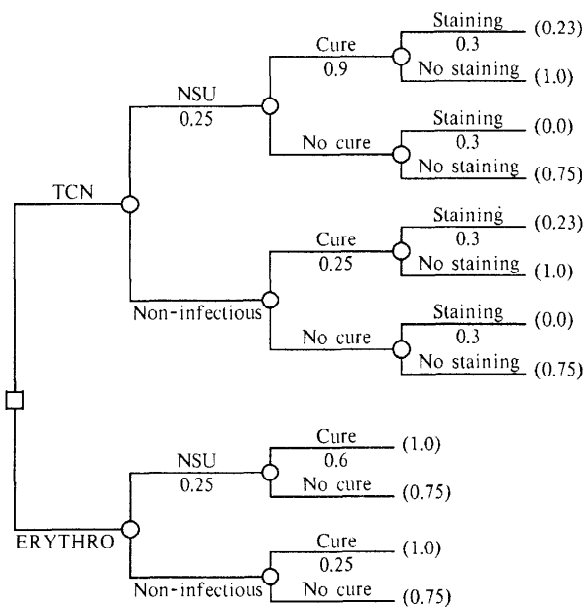 Staining (0.23)
Cure 0.3
0.9 No staining (1.0)
NSU Staining (0.0)
0.25 No cure 0.3
No staining (0.75)
TCN Staining (0.23)
Cure 0.3
0.25 No staining (1.0)
Non-infectious Staining (0.0)
No cure 0.3
No staining (0.75)
Cure (1.0)
NSU 0.6
0.25 No cure (0.75)
ERYTHRO Cure (1.0)
Non-infectious 0.25
No cure (0.75)